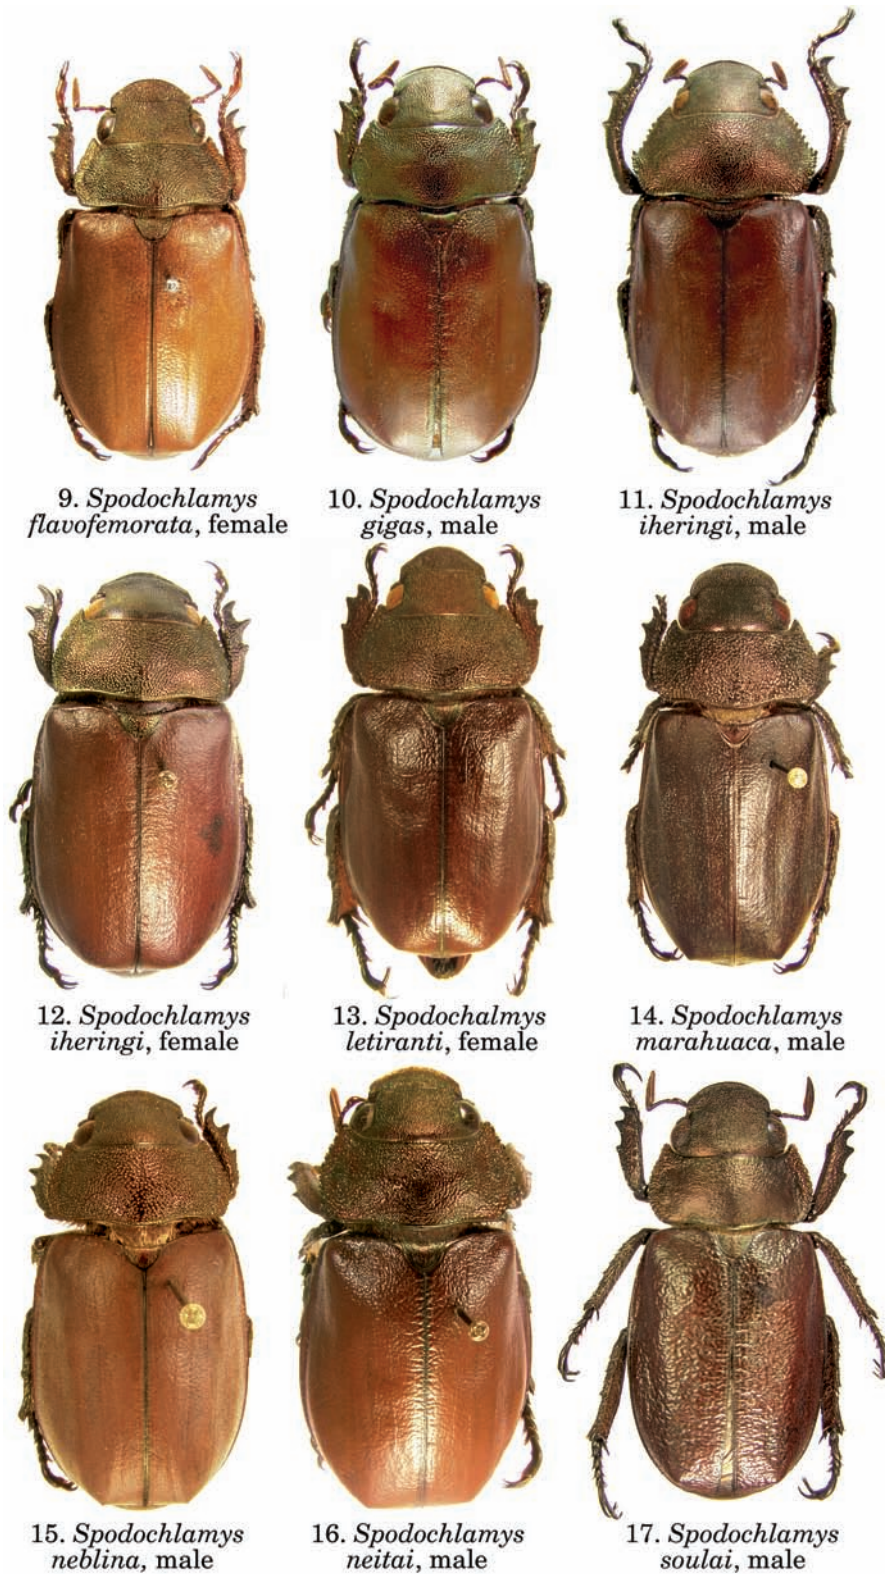 9. Spodochlamys
flavofemorata, female
10. Spodochlamys
gigas, male
11. Spodochlamys
iheringi, male
12. Spodochlamys
iheringi, female
13. Spodochalmys
letiranti, female
14. Spodochlamys
marahuaca, male
15. Spodochlamys
neblina, male
16. Spodochlamys
neitai, male
17. Spodochlamys
soulai, male